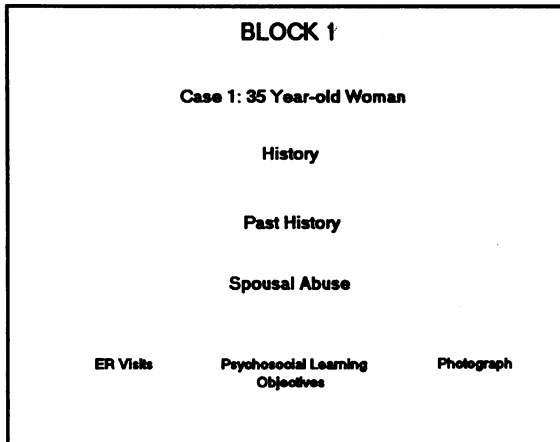 BLOCK 1
Case 1: 35 Year-old Woman
History
Past History
Spousal Abuse
ER Visits
Psychosocial Learning
Objectives
Photograph